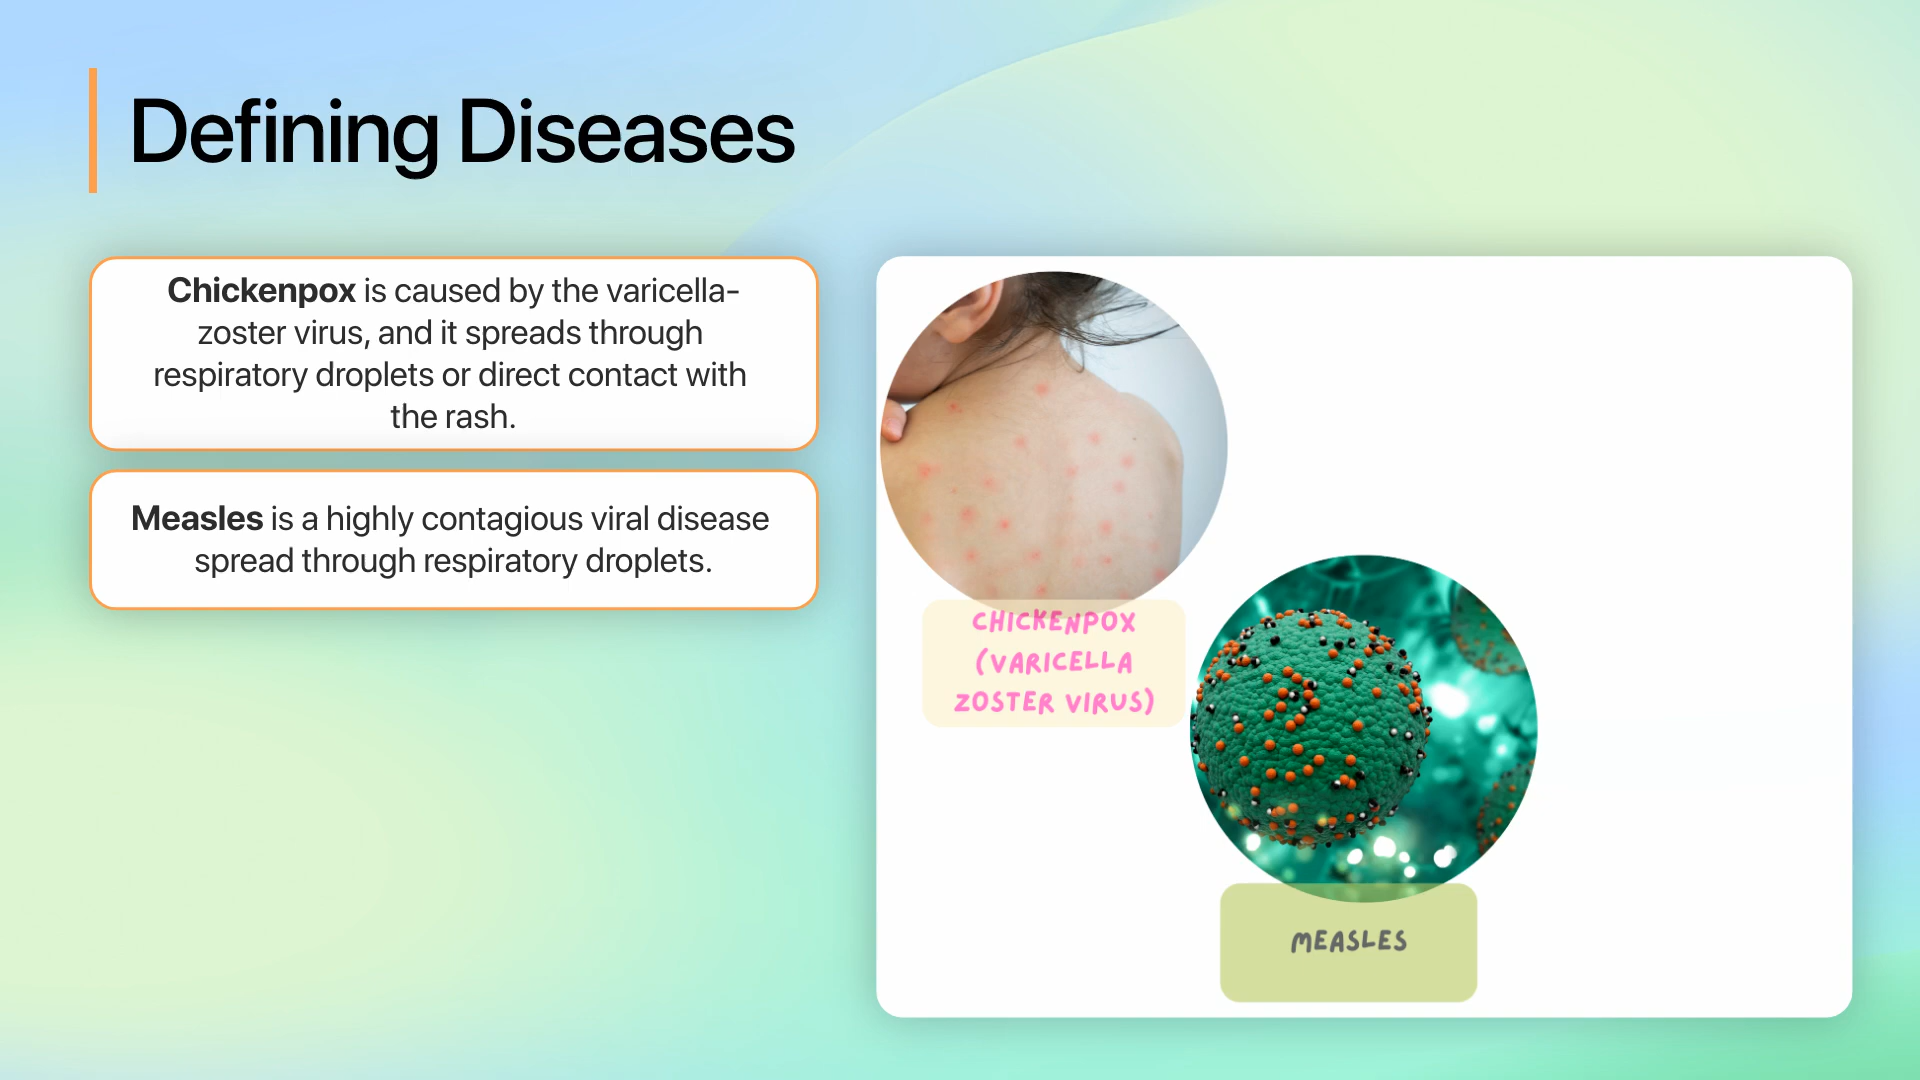 Defining Diseases
Chickenpox is caused by the varicella-
zoster virus, and it spreads through
respiratory droplets or direct contact with
the rash.
Measles is a highly contagious viral disease
spread through respiratory droplets.
CHICKENPOX
(VARICELLA
ZOSTER VIRUS)
MEASLES